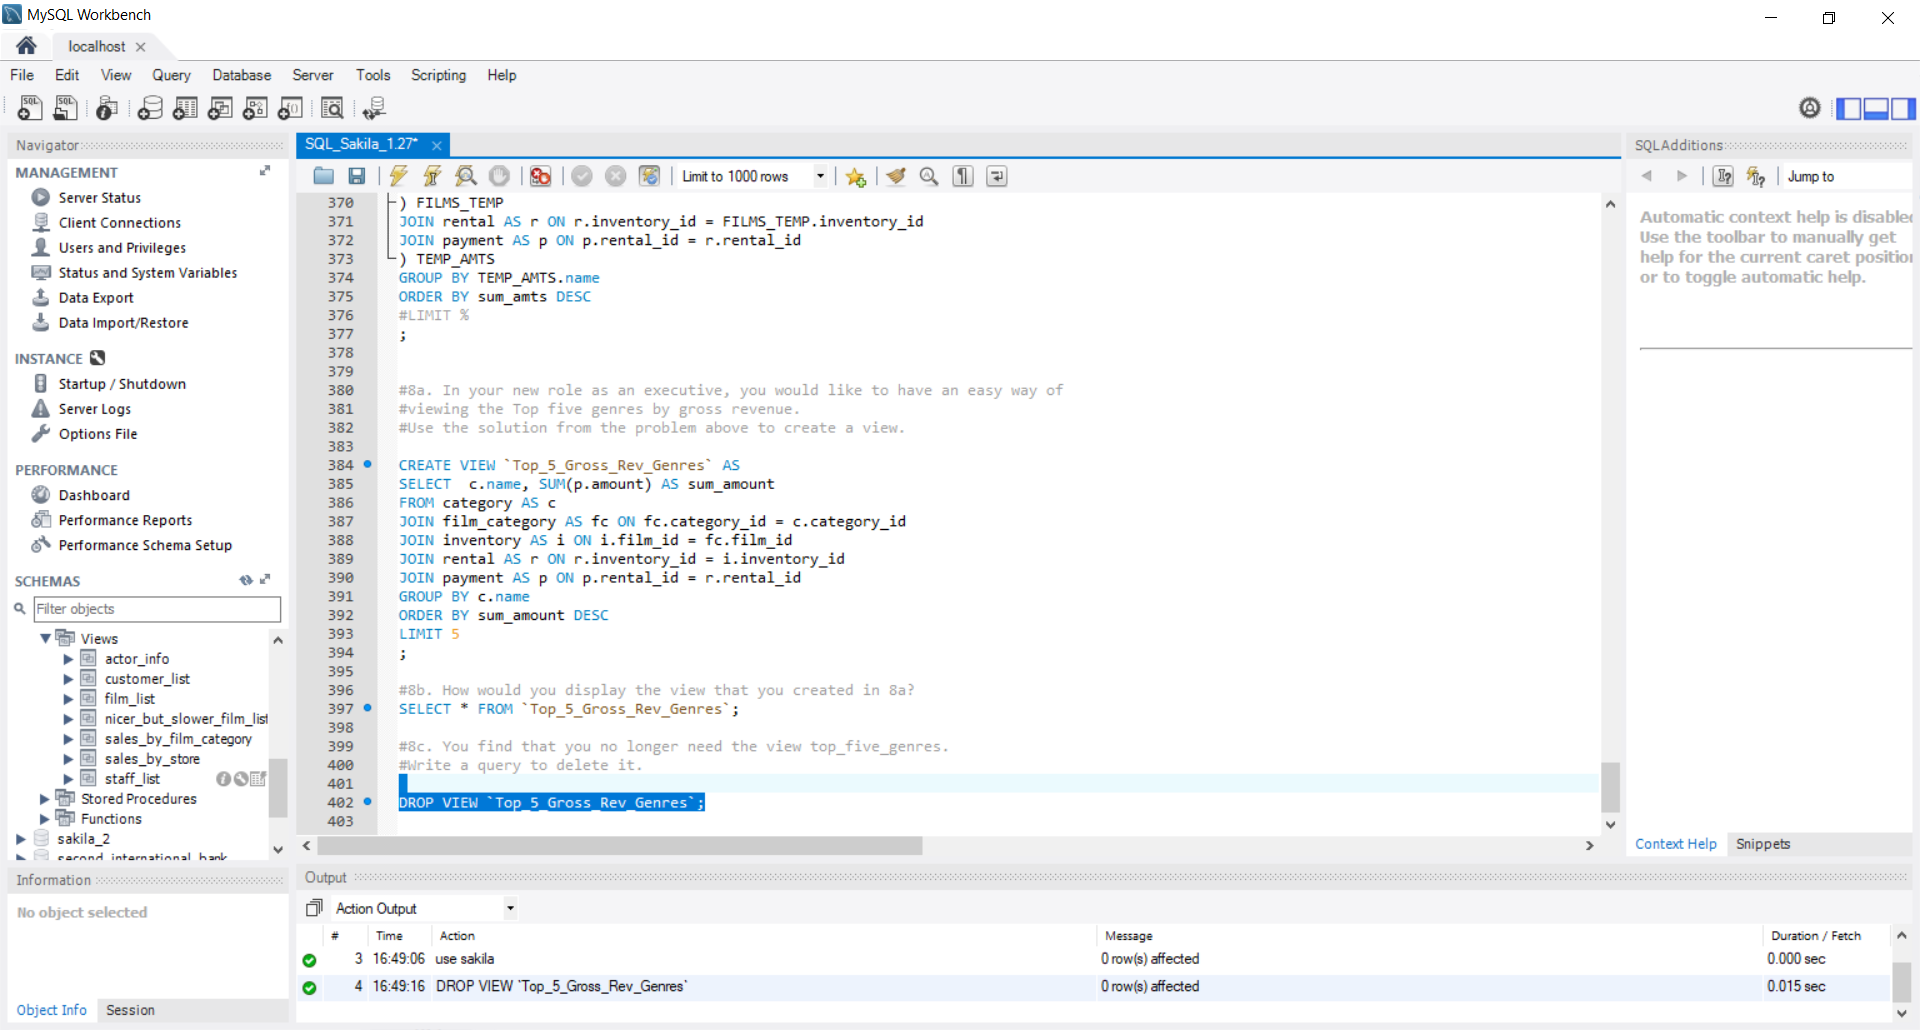 MySQL Workbench
localhost
File Edit View Query Database Server Tools Scripting Help
Navigator
MANAGEMENT
Server Status
Client Connections
Users and Privileges
Status and System Variables
Data Export
Data Import/Restore
INSTANCE
Startup / Shutdown
Server Logs
Options File
PERFORMANCE
Dashboard
Performance Reports
Performance Schema Setup
SCHEMAS
Filter objects
Views
actor_info
customer_list
film_list
nicer_but_slower_film_list
sales_by_film_category
sales_by_store
staff_list
Stored Procedures
Functions
sakila_2
second_international_bank
Information
No object selected
Object Info Session
SQL_Sakila_1.27*
Limit to 1000 rows
370 ) FILMS_TEMP
371 JOIN rental AS r ON r.inventory_id = FILMS_TEMP.inventory_id
372 JOIN payment AS p ON p.rental_id = r.rental_id
373 ) TEMP_AMTS
374 GROUP BY TEMP_AMTS.name
375 ORDER BY sum_amts DESC
376 #LIMIT %
377 ;
378
379
380 #8a. In your new role as an executive, you would like to have an easy way of
381 #viewing the Top five genres by gross revenue.
382 #Use the solution from the problem above to create a view.
383
384 CREATE VIEW `Top_5_Gross_Rev_Genres` AS
385 SELECT  c.name, SUM(p.amount) AS sum_amount
386 FROM category AS c
387 JOIN film_category AS fc ON fc.category_id = c.category_id
388 JOIN inventory AS i ON i.film_id = fc.film_id
389 JOIN rental AS r ON r.inventory_id = i.inventory_id
390 JOIN payment AS p ON p.rental_id = r.rental_id
391 GROUP BY c.name
392 ORDER BY sum_amount DESC
393 LIMIT 5
394 ;
395
396 #8b. How would you display the view that you created in 8a?
397 SELECT * FROM `Top_5_Gross_Rev_Genres`;
398
399 #8c. You find that you no longer need the view top_five_genres.
400 #Write a query to delete it.
401
402 DROP VIEW `Top_5_Gross_Rev_Genres`;
403
SQLAdditions
Jump to
Automatic context help is disabled
Use the toolbar to manually get
help for the current caret position
or to toggle automatic help.
Context Help Snippets
Output
Action Output
# Time Action Message Duration / Fetch
3 16:49:06 use sakila 0 row(s) affected 0.000 sec
4 16:49:16 DROP VIEW `Top_5_Gross_Rev_Genres` 0 row(s) affected 0.015 sec